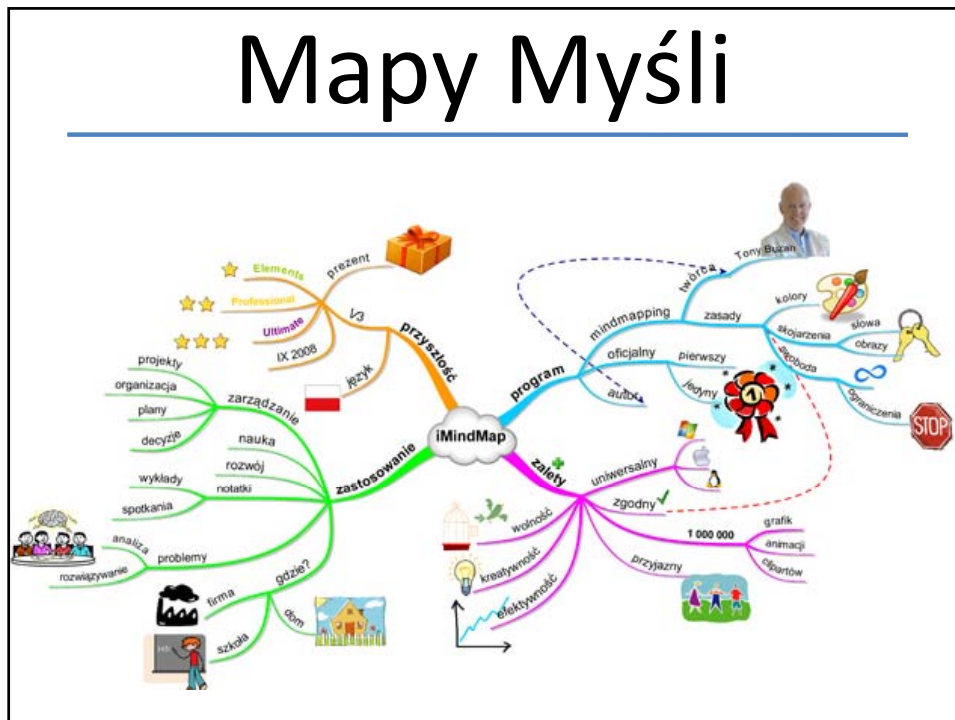 Mapy Myśli
iMindMap
program
mindmapping
twórca
Tony Buzan
zasady
kolory
skojarzenia
słowa
obrazy
swoboda
ograniczenia
STOP
oficjalny
pierwszy
jedyny
1
autor
zalety
uniwersalny
zgodny
1 000 000
grafik
animacji
clipartów
przyjazny
efektywność
kreatywność
wolność
zastosowanie
zarządzanie
projekty
organizacja
plany
decyzje
nauka
rozwój
notatki
wykłady
spotkania
problemy
analiza
rozwiązywanie
gdzie?
firma
szkoła
dom
przyszłość
V3
prezent
Elements
Professional
Ultimate
IX 2008
język